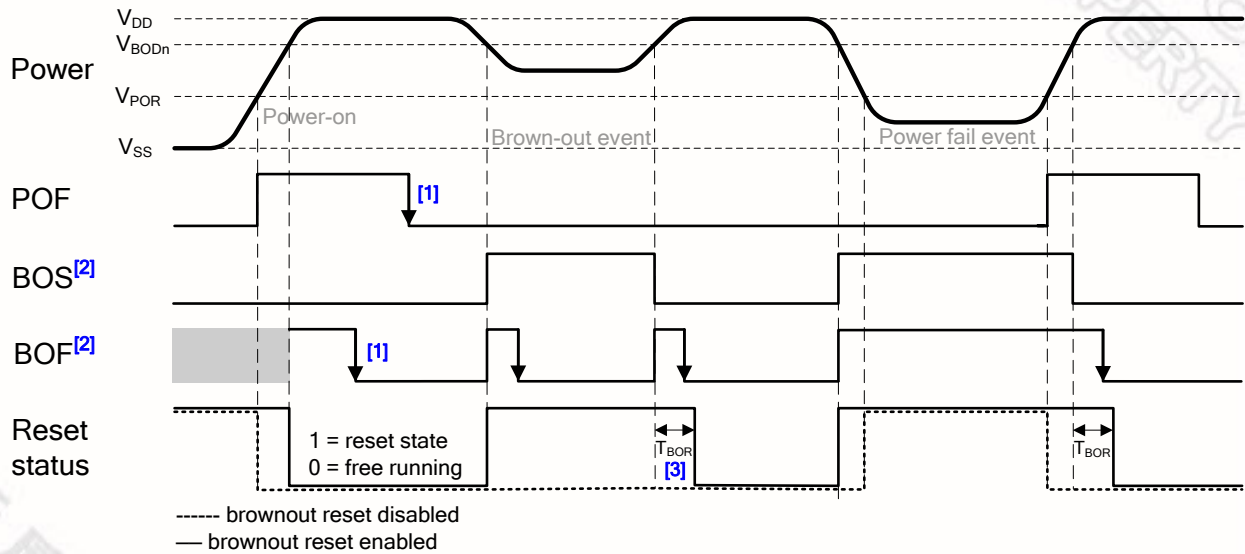 V_DD
V_BODn
Power
V_POR
Power-on
V_SS
Brown-out event
Power fail event
POF
[1]
BOS[2]
BOF[2]
[1]
Reset
status
1 = reset state
0 = free running
T_BOR
[3]
T_BOR
------ brownout reset disabled
— brownout reset enabled